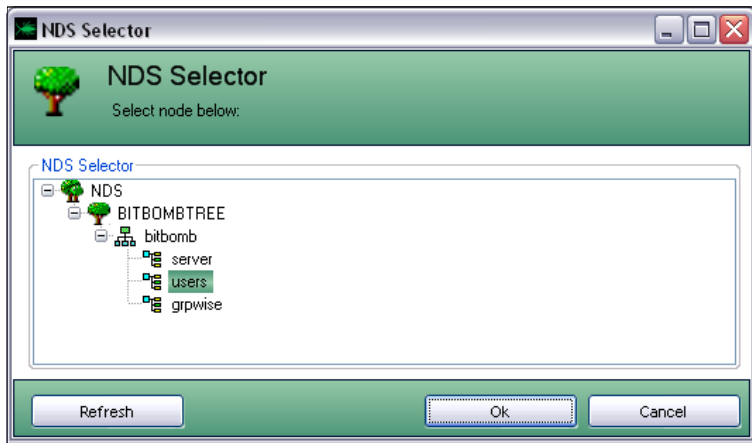 NDS Selector
NDS Selector
Select node below:
NDS Selector
NDS
BITBOMBTREE
bitbomb
server
users
grpwise
Refresh Ok Cancel